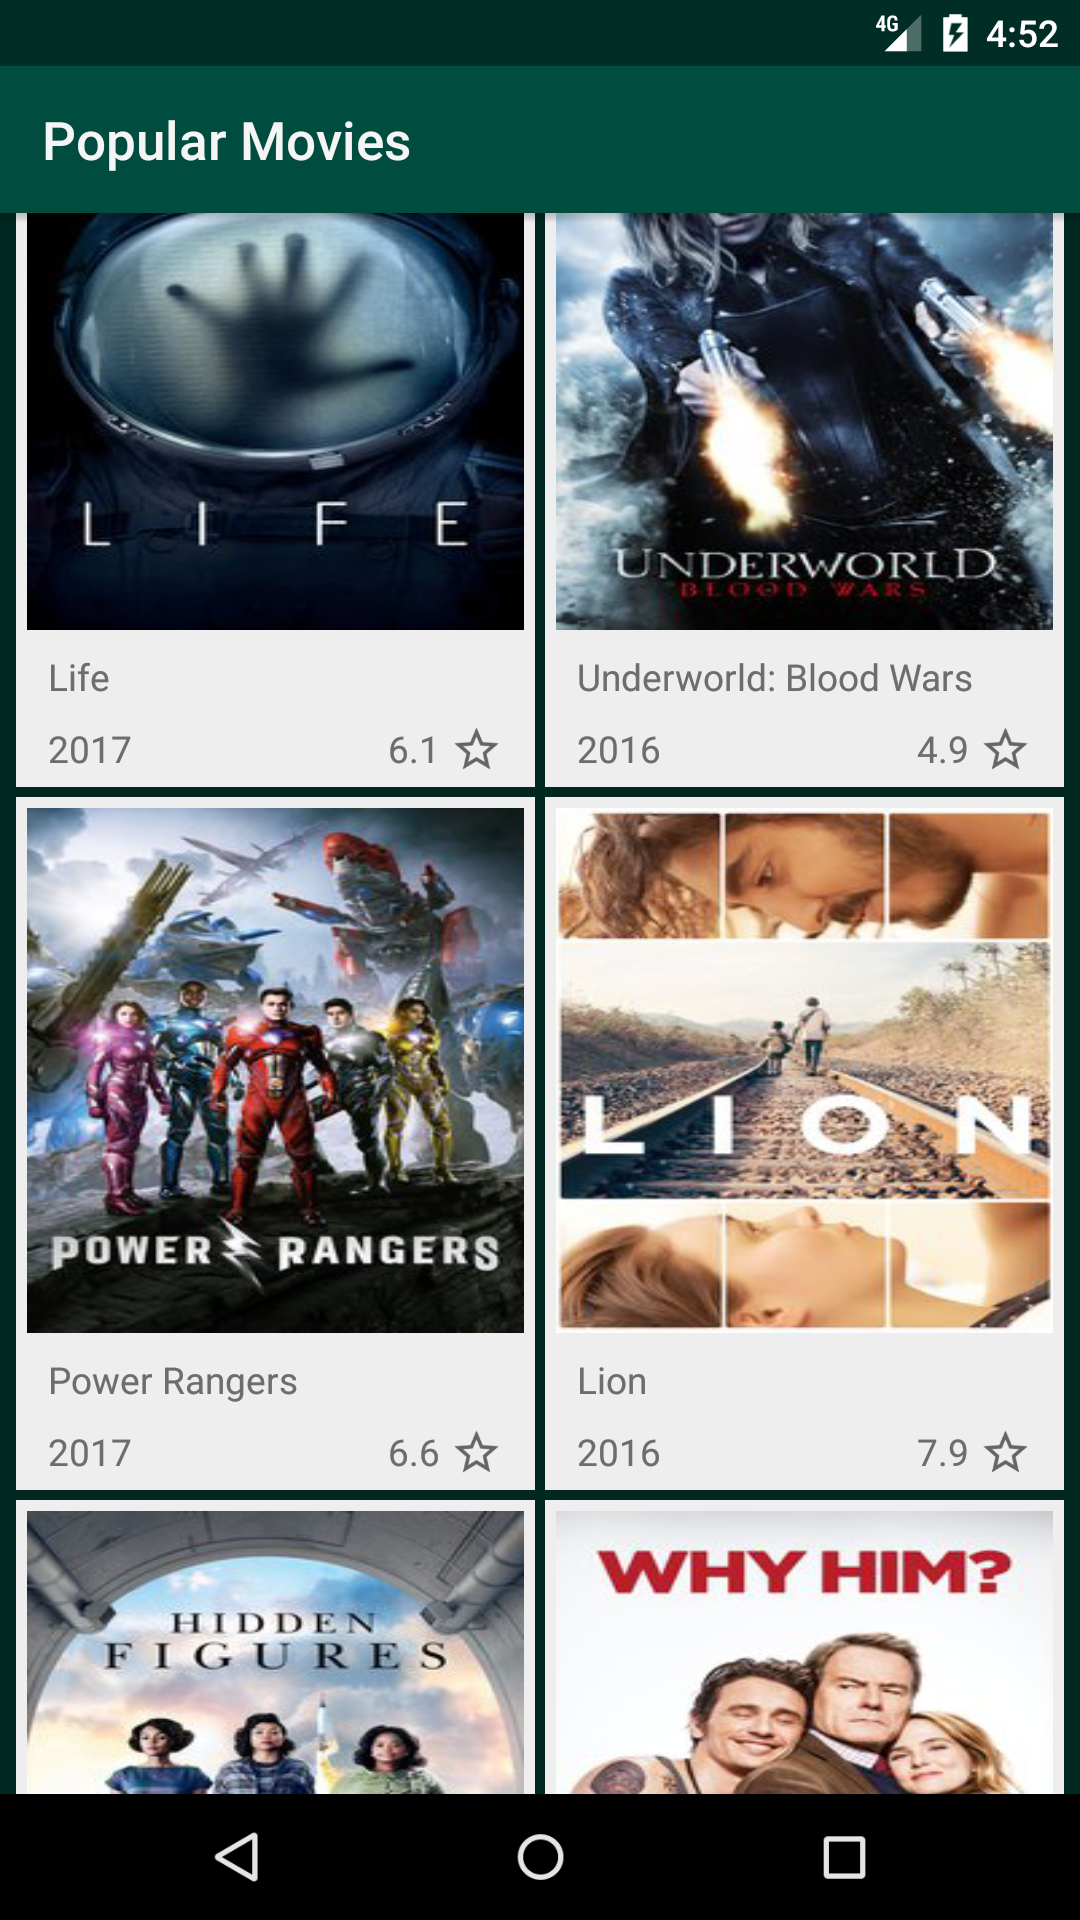 4G 4:52
Popular Movies
LIFE
UNDERWORLD
BLOOD WARS
Life
Underworld: Blood Wars
2017 6.1
2016 4.9
POWER RANGERS
LION
Power Rangers
Lion
2017 6.6
2016 7.9
HIDDEN
FIGURES
WHY HIM?